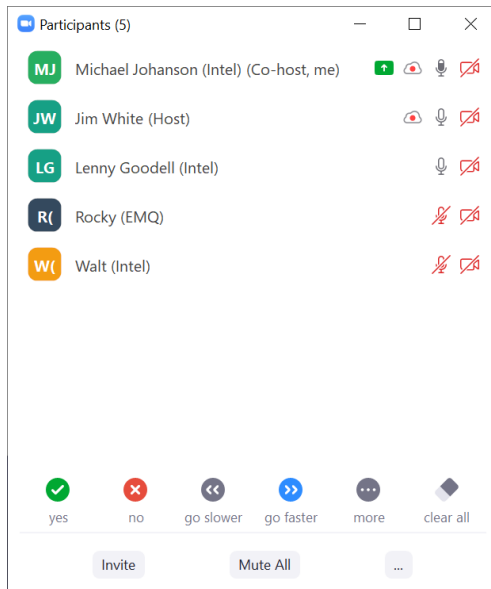 Participants (5)
MJ Michael Johanson (Intel) (Co-host, me)
JW Jim White (Host)
LG Lenny Goodell (Intel)
R( Rocky (EMQ)
W( Walt (Intel)
yes no go slower go faster more clear all
Invite Mute All ...